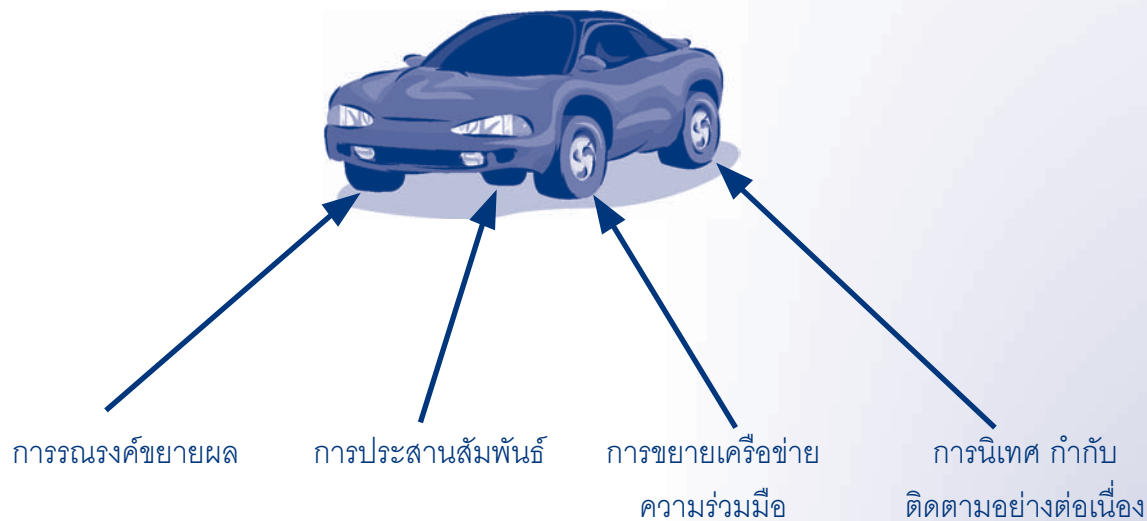 การรณรงค์ขยายผล
การประสานสัมพันธ์
การขยายเครือข่าย
ความร่วมมือ
การนิเทศ กำกับ
ติดตามอย่างต่อเนื่อง